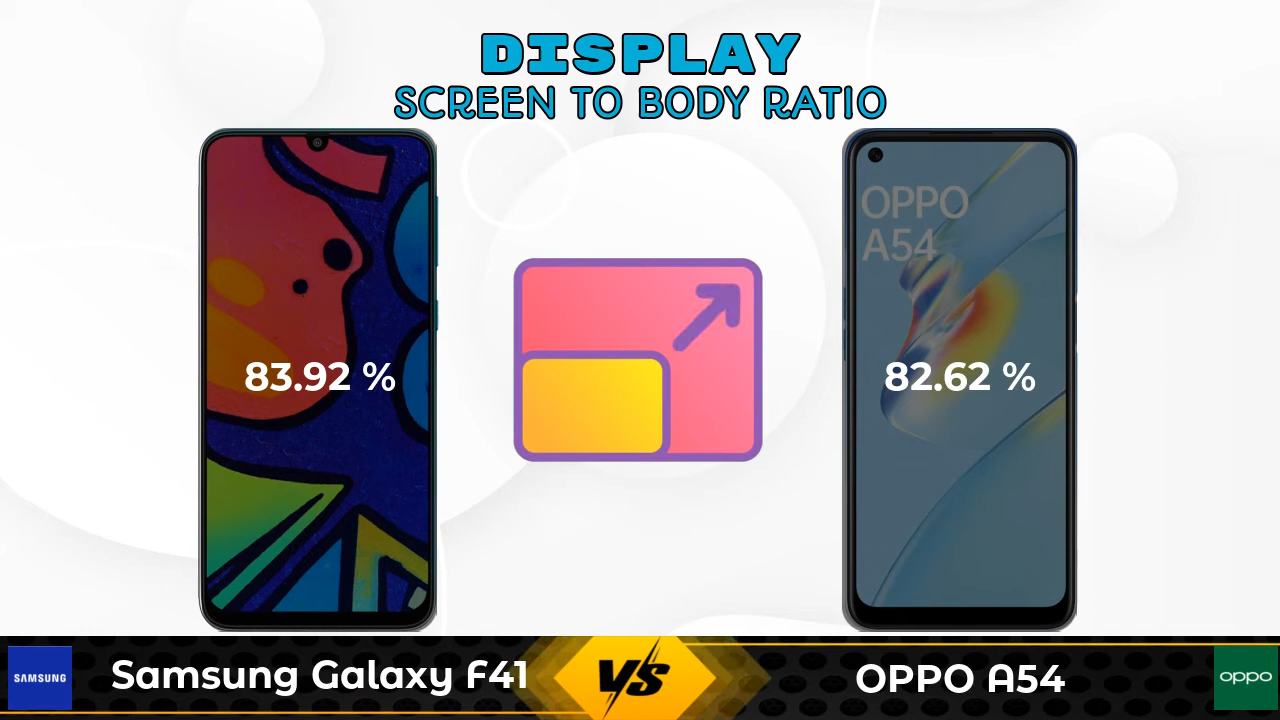 DISPLAY
SCREEN TO BODY RATIO
OPPO
A54
83.92 %
82.62 %
SAMSUNG
Samsung Galaxy F41
VS
OPPO A54
oppo